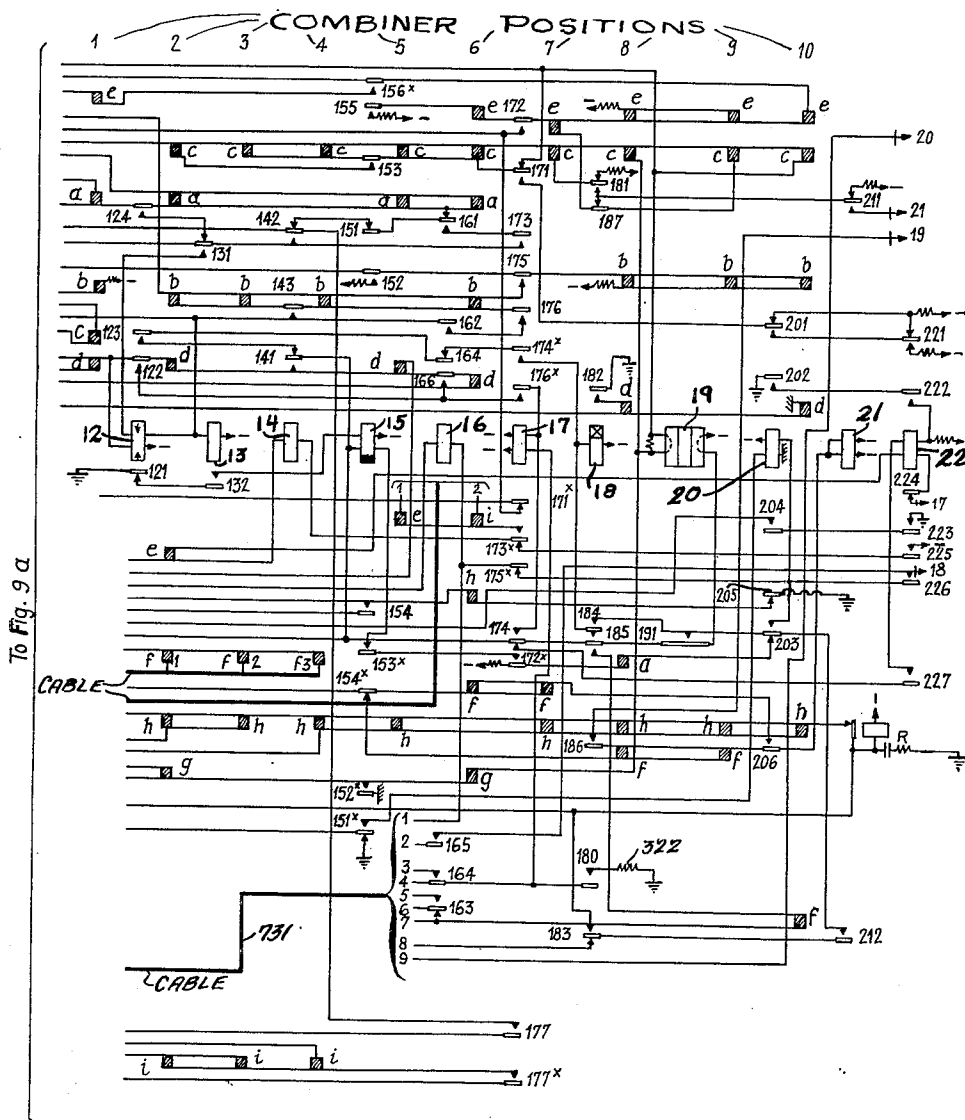 COMBINER POSITIONS
1 2 3 4 5 6 7 8 9 10
e 156x e
155 e 172 e e e
20
c c c c c c c c c
153 171 181
187
a a a a 211
21
124 142 151 161 173 19
131
175
b 143 152 b b b
b b b b 176
c 123 162 201 221
d 122 d 141 d 164 174x
166 d 176x 182 202 222
d d
12 13 14 15 16 17 18 19 20 21 22
121 132 1 2 171x 204 224 17
e i 223
e 173x 225
h 175x 18
226
205
154 184
174 185 191 203
f 1 f 2 f3 153x 172x a 227
CABLE 154x f f
h h h h h h h h
186 f f 206 R
g g
152x
151x 1
2 165
3 180 322
4 164
5
6 163
7 f
731 8 183 212
9
CABLE
177
i i i 177x
To Fig. 9 a